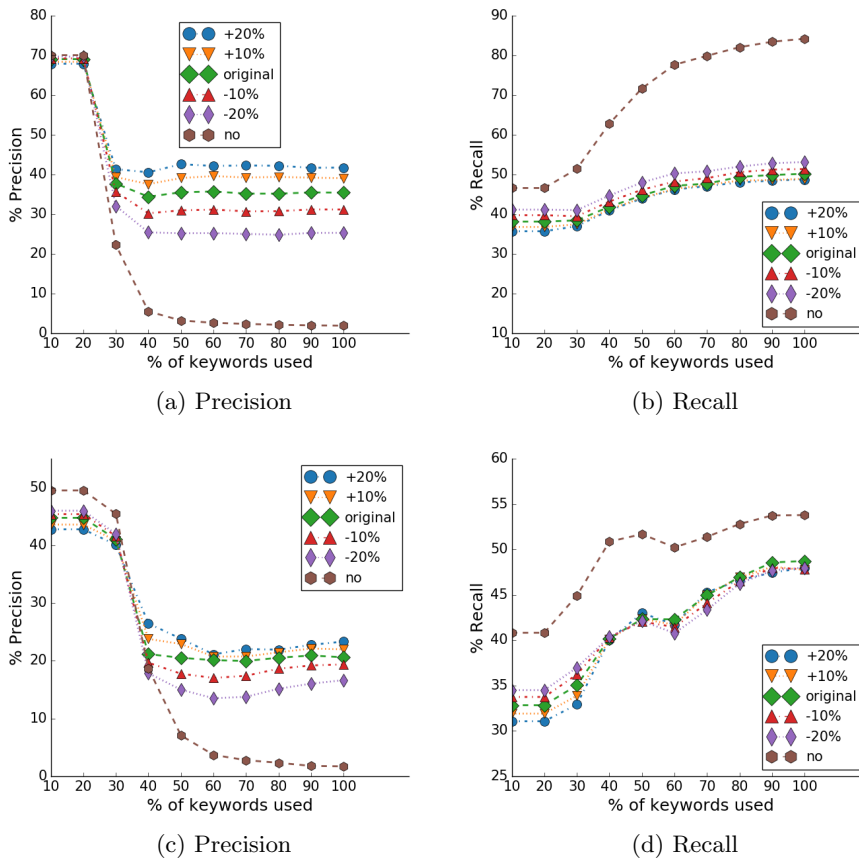 80
70
60
50
40
30
20
10
0
% Precision
+20%
+10%
original
-10%
-20%
no
10 20 30 40 50 60 70 80 90 100
% of keywords used
(a) Precision
90
80
70
60
50
40
30
20
10
% Recall
+20%
+10%
original
-10%
-20%
no
10 20 30 40 50 60 70 80 90 100
% of keywords used
(b) Recall
50
40
30
20
10
0
% Precision
+20%
+10%
original
-10%
-20%
no
10 20 30 40 50 60 70 80 90 100
% of keywords used
(c) Precision
60
55
50
45
40
35
30
25
% Recall
+20%
+10%
original
-10%
-20%
no
10 20 30 40 50 60 70 80 90 100
% of keywords used
(d) Recall